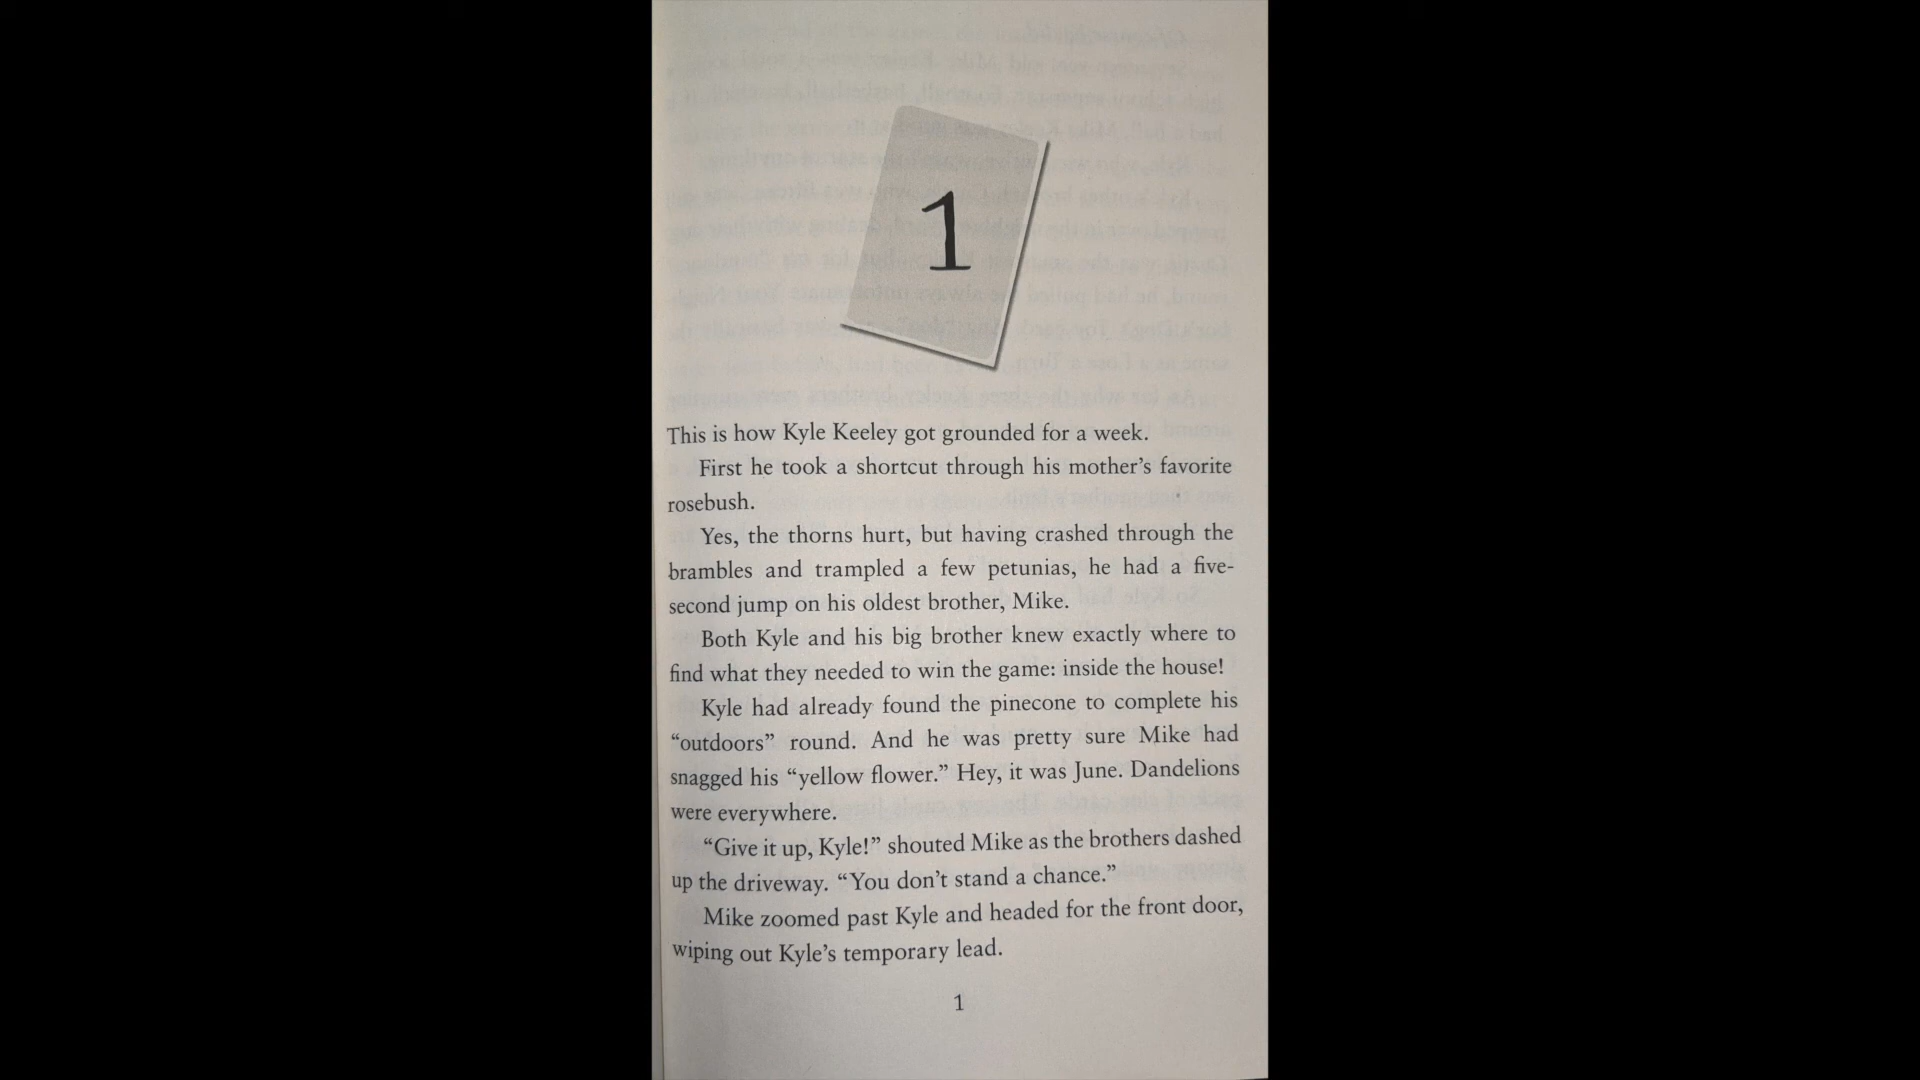 1
This is how Kyle Keeley got grounded for a week.
First he took a shortcut through his mother’s favorite
rosebush.
Yes, the thorns hurt, but having crashed through the
brambles and trampled a few petunias, he had a five-
second jump on his oldest brother, Mike.
Both Kyle and his big brother knew exactly where to
find what they needed to win the game: inside the house!
Kyle had already found the pinecone to complete his
“outdoors” round. And he was pretty sure Mike had
snagged his “yellow flower.” Hey, it was June. Dandelions
were everywhere.
“Give it up, Kyle!” shouted Mike as the brothers dashed
up the driveway. “You don’t stand a chance.”
Mike zoomed past Kyle and headed for the front door,
wiping out Kyle’s temporary lead.
1